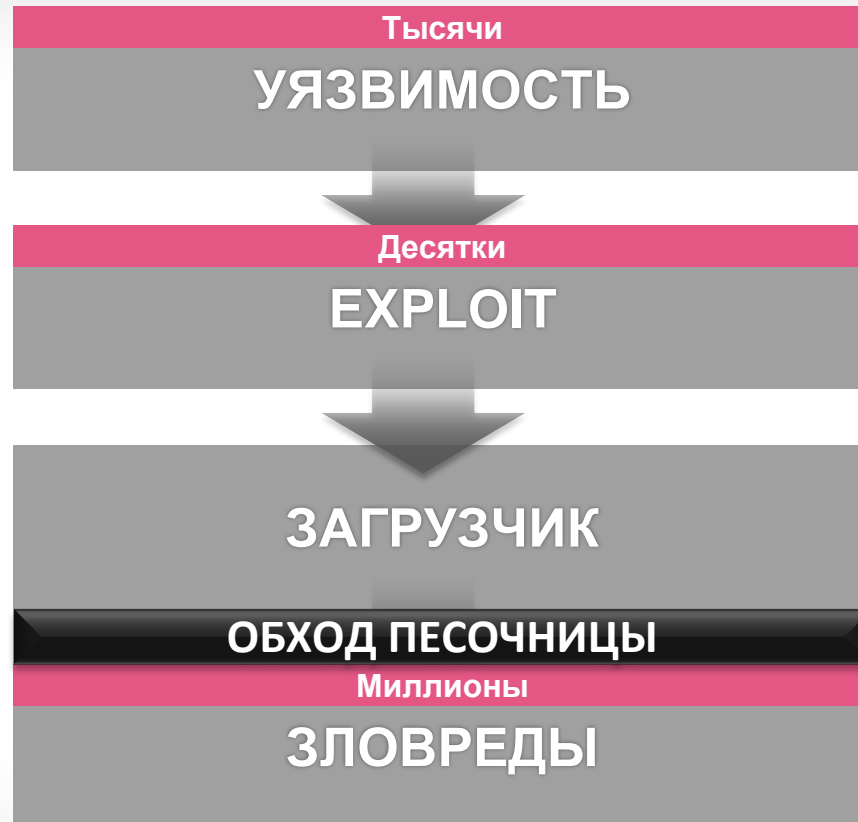 Тысячи
УЯЗВИМОСТЬ
Десятки
EXPLOIT
ЗАГРУЗЧИК
ОБХОД ПЕСОЧНИЦЫ
Миллионы
ЗЛОВРЕДЫ